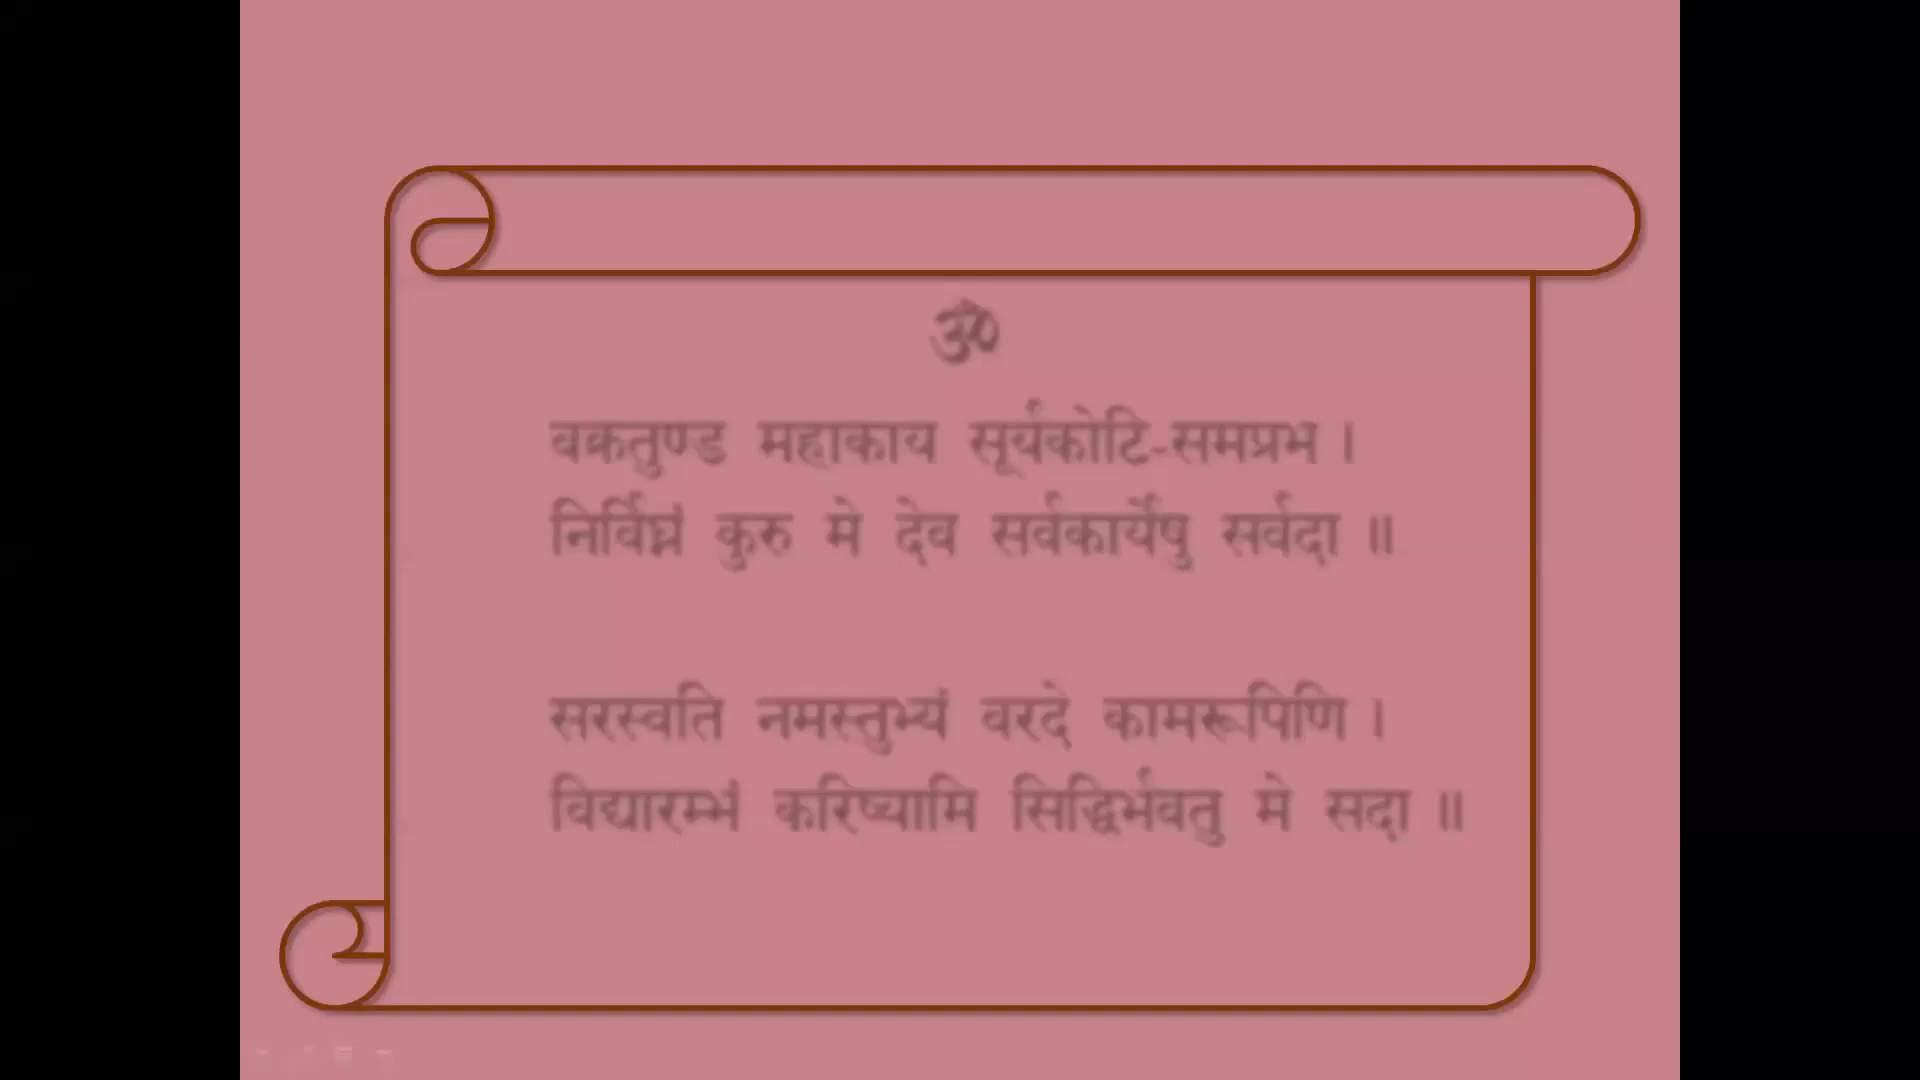 ॐ
वक्रतुण्ड महाकाय सूर्यकोटि-समप्रभ ।
निर्विघ्नं कुरु मे देव सर्वकार्येषु सर्वदा ॥
सरस्वति नमस्तुभ्यं वरदे कामरूपिणि ।
विद्यारम्भं करिष्यामि सिद्धिर्भवतु मे सदा ॥